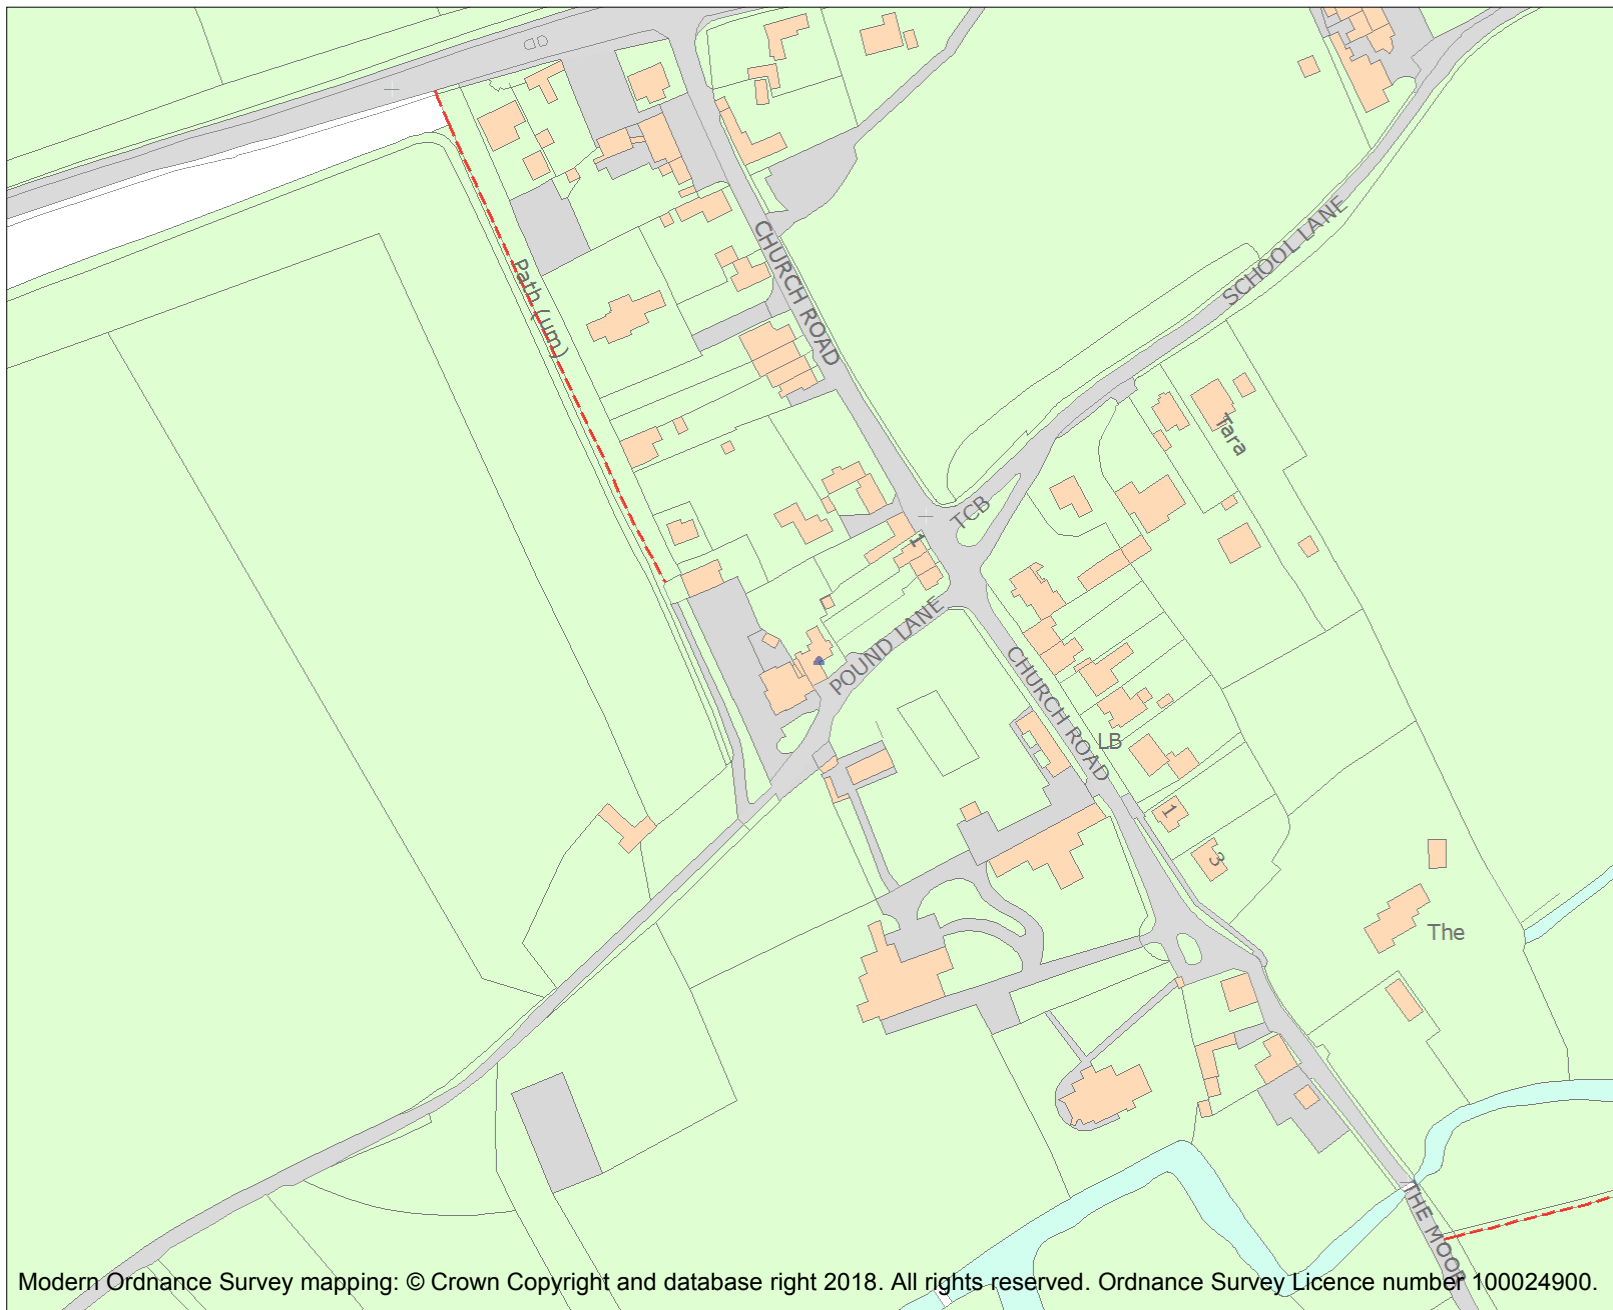 CHURCH ROAD
SCHOOL LANE
Path (um)
Tara
TCB
1
POUND LANE
CHURCH ROAD
LB
1
3
The
THE MOOR
Modern Ordnance Survey mapping: © Crown Copyright and database right 2018. All rights reserved. Ordnance Survey Licence number 100024900.